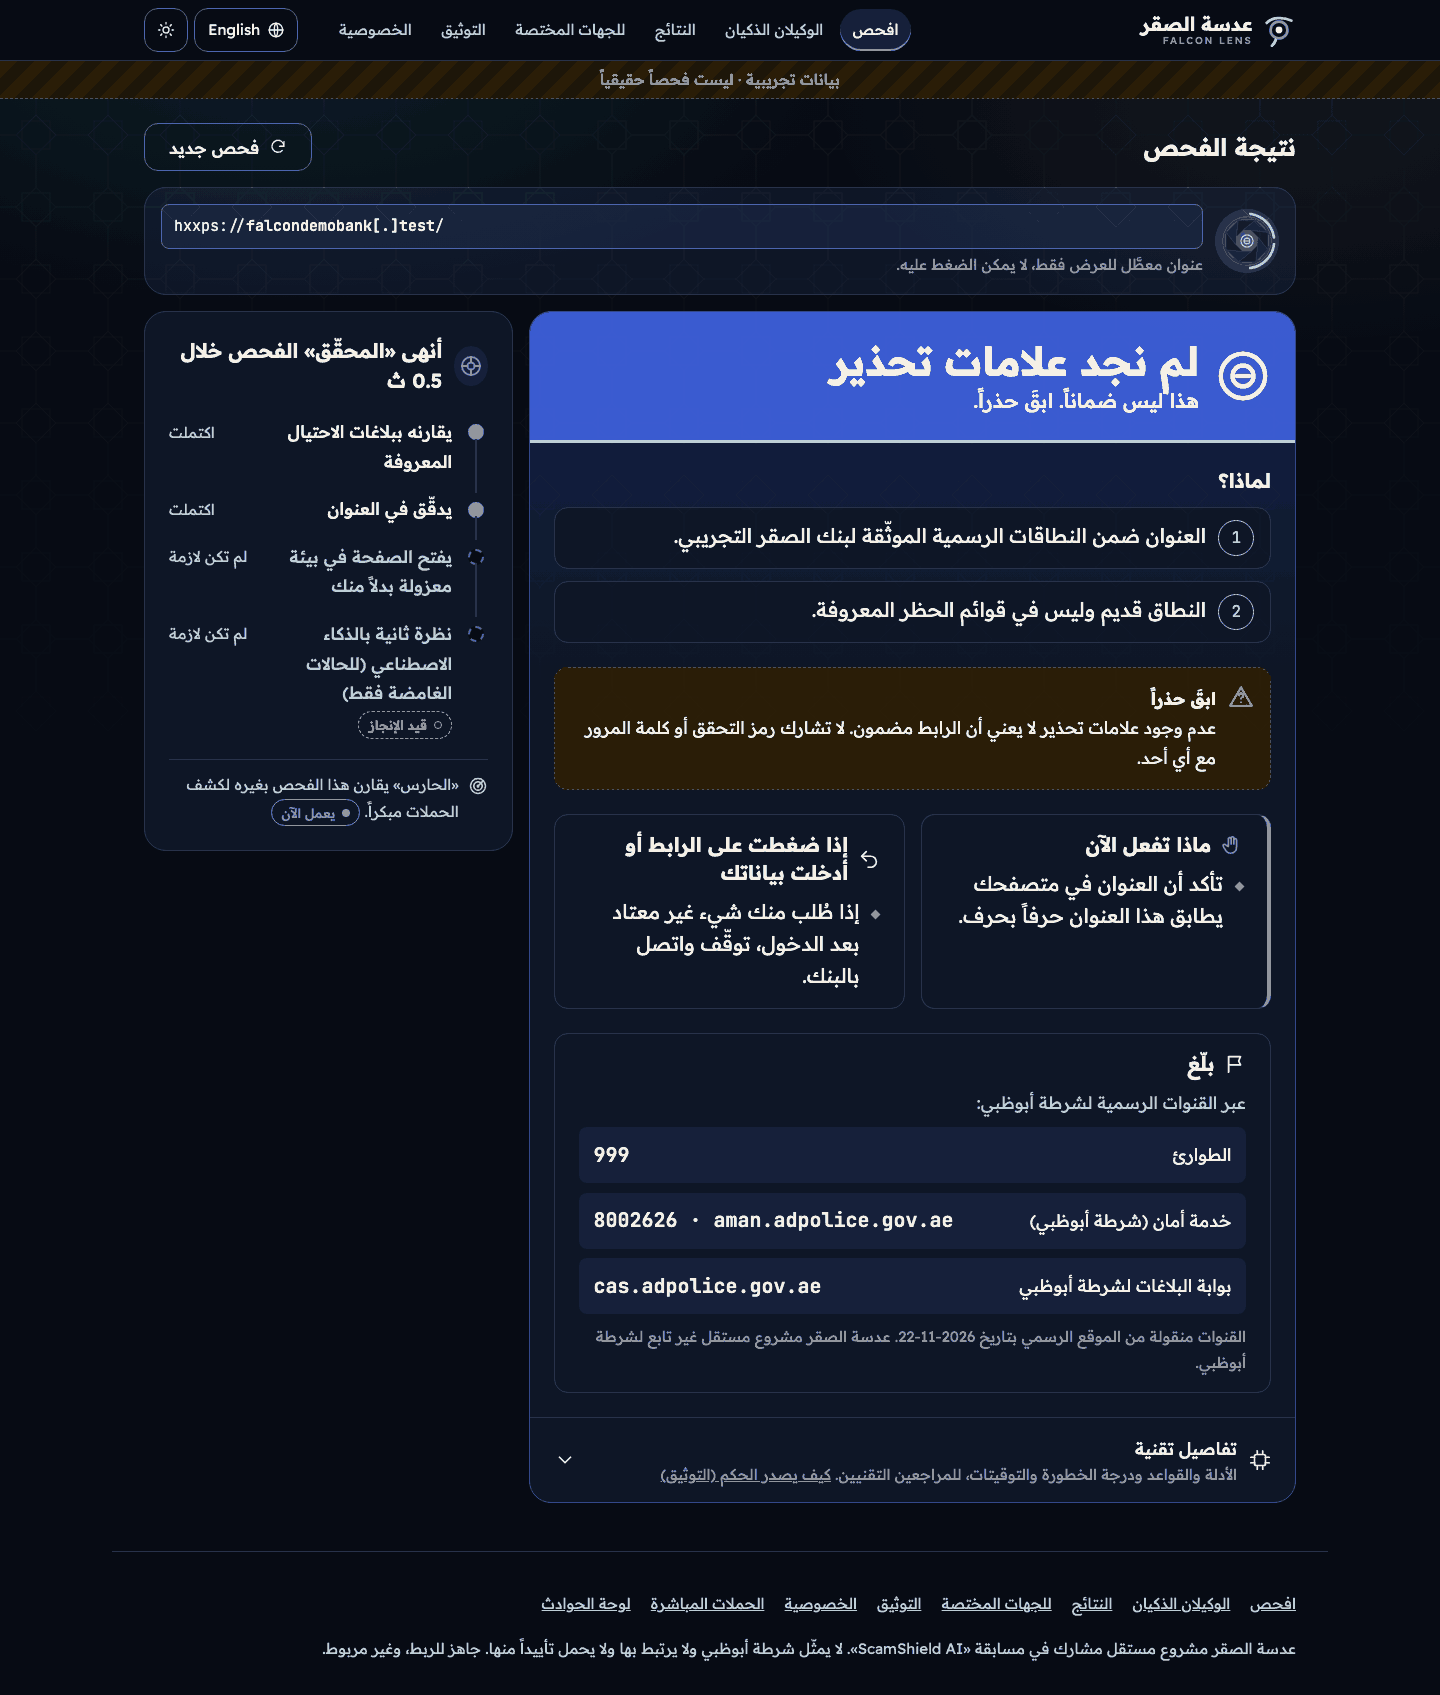 عدسة الصقر
FALCON LENS
افحص
الوكيلان الذكيان
النتائج
للجهات المختصة
التوثيق
الخصوصية
English
بيانات تجريبية · ليست فحصاً حقيقياً
نتيجة الفحص
فحص جديد
hxxps://falcondemobank[.]test/
عنوان معطَّل للعرض فقط، لا يمكن الضغط عليه.
لم نجد علامات تحذير
هذا ليس ضماناً. ابقَ حذراً.
لماذا؟
1 العنوان ضمن النطاقات الرسمية الموثّقة لبنك الصقر التجريبي.
2 النطاق قديم وليس في قوائم الحظر المعروفة.
ابقَ حذراً
عدم وجود علامات تحذير لا يعني أن الرابط مضمون. لا تشارك رمز التحقق أو كلمة المرور
مع أي أحد.
ماذا تفعل الآن
تأكد أن العنوان في متصفحك
يطابق هذا العنوان حرفاً بحرف.
إذا ضغطت على الرابط أو
أدخلت بياناتك
إذا طُلب منك شيء غير معتاد
بعد الدخول، توقّف واتصل
بالبنك.
بلّغ
عبر القنوات الرسمية لشرطة أبوظبي:
الطوارئ
999
خدمة أمان (شرطة أبوظبي)
8002626 · aman.adpolice.gov.ae
بوابة البلاغات لشرطة أبوظبي
cas.adpolice.gov.ae
القنوات منقولة من الموقع الرسمي بتاريخ 2026-11-22. عدسة الصقر مشروع مستقل غير تابع لشرطة
أبوظبي.
تفاصيل تقنية
الأدلة والقواعد ودرجة الخطورة والتوقيتات، للمراجعين التقنيين. كيف يصدر الحكم (التوثيق)
أنهى «المحقّق» الفحص خلال
0.5 ث
يقارنه ببلاغات الاحتيال
المعروفة
اكتملت
يدقّق في العنوان
اكتملت
يفتح الصفحة في بيئة
معزولة بدلاً منك
لم تكن لازمة
نظرة ثانية بالذكاء
الاصطناعي (للحالات
الغامضة فقط)
لم تكن لازمة
قيد الإنجاز
«الحارس» يقارن هذا الفحص بغيره لكشف
الحملات مبكراً. يعمل الآن
افحص
الوكيلان الذكيان
النتائج
للجهات المختصة
التوثيق
الخصوصية
الحملات المباشرة
لوحة الحوادث
عدسة الصقر مشروع مستقل مشارك في مسابقة «ScamShield AI». لا يمثّل شرطة أبوظبي ولا يرتبط بها ولا يحمل تأييداً منها. جاهز للربط، وغير مربوط.